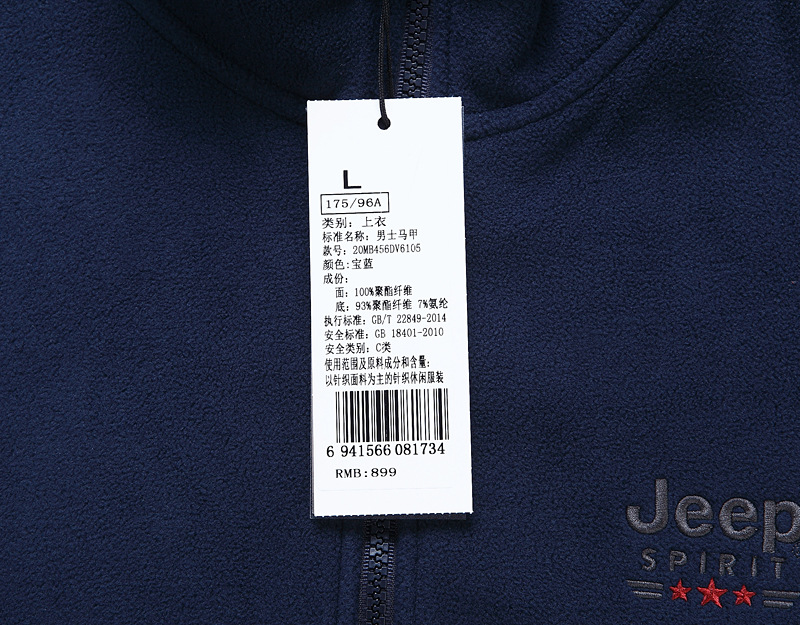 L
175/96A
类别：上衣
标准名称：男士马甲
款号：20MB456DV6105
颜色：宝蓝
成份：
面：100%聚酯纤维
底：93%聚酯纤维 7%氨纶
执行标准：GB/T 22849-2014
安全标准：GB 18401-2010
安全类别：C类
使用范围及原料成分和含量：
以针织面料为主的针织休闲服装
6 941566 081734
RMB:899
Jeep
SPIRIT